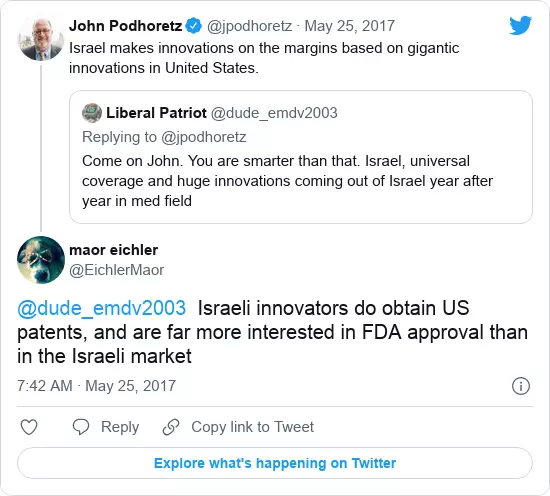 John Podhoretz @jpodhoretz · May 25, 2017
Israel makes innovations on the margins based on gigantic
innovations in United States.
Liberal Patriot @dude_emdv2003
Replying to @jpodhoretz
Come on John. You are smarter than that. Israel, universal
coverage and huge innovations coming out of Israel year after
year in med field
maor eichler
@EichlerMaor
@dude_emdv2003 Israeli innovators do obtain US
patents, and are far more interested in FDA approval than
in the Israeli market
7:42 AM · May 25, 2017
Reply Copy link to Tweet
Explore what's happening on Twitter